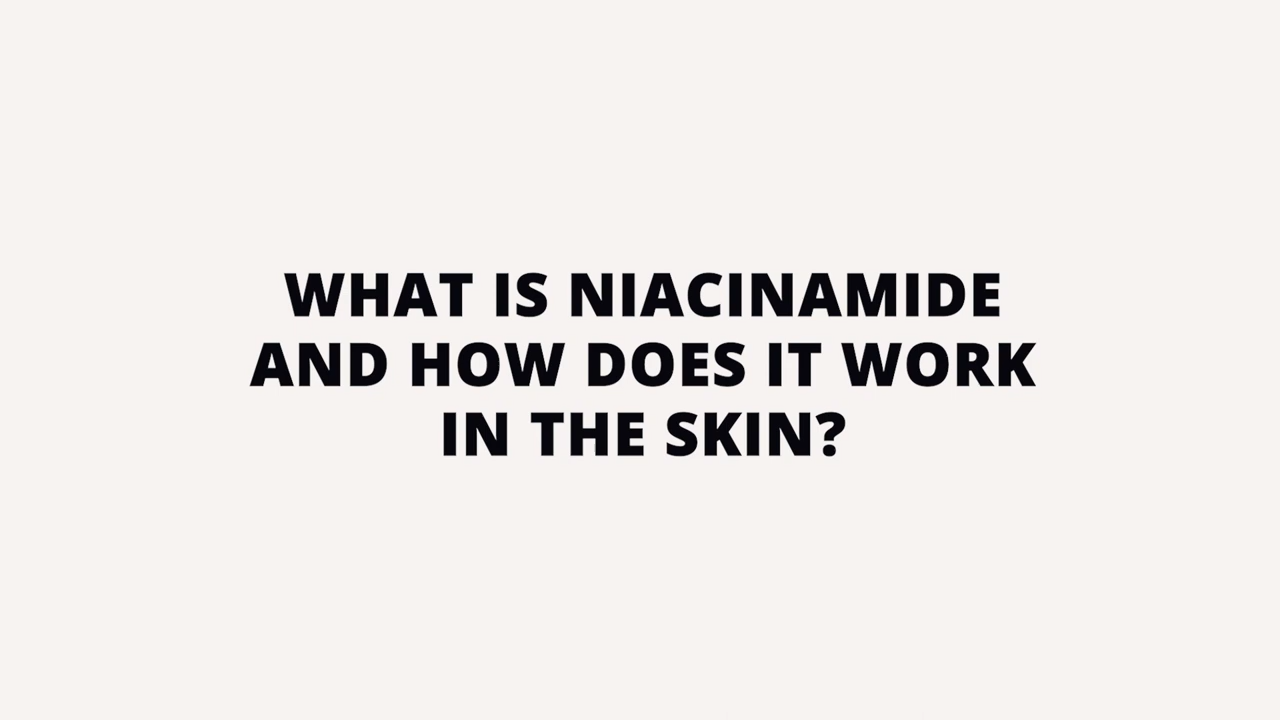 WHAT IS NIACINAMIDE
AND HOW DOES IT WORK
IN THE SKIN?